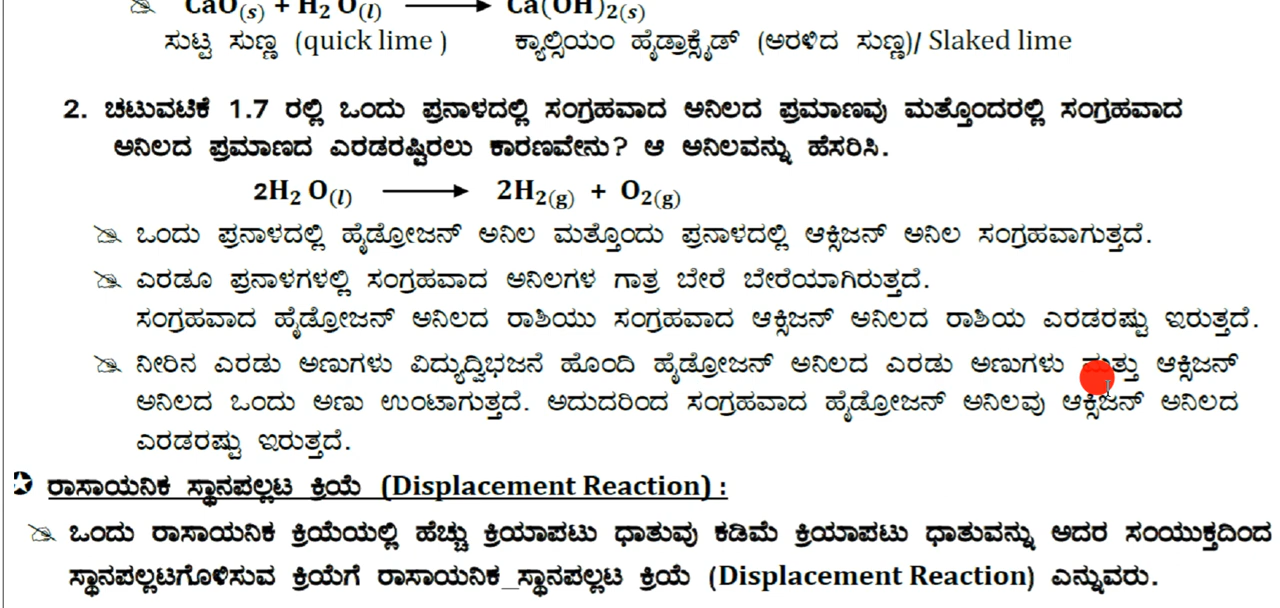 CaO(s) + H2 O(l) ⟶ Ca(OH)2(s)
ಸುಟ್ಟ ಸುಣ್ಣ (quick lime ) ಕ್ಯಾಲ್ಸಿಯಂ ಹೈಡ್ರಾಕ್ಸೈಡ್ (ಅರಳಿದ ಸುಣ್ಣ)/ Slaked lime
2. ಚಟುವಟಿಕೆ 1.7 ರಲ್ಲಿ ಒಂದು ಪ್ರನಾಳದಲ್ಲಿ ಸಂಗ್ರಹವಾದ ಅನಿಲದ ಪ್ರಮಾಣವು ಮತ್ತೊಂದರಲ್ಲಿ ಸಂಗ್ರಹವಾದ
ಅನಿಲದ ಪ್ರಮಾಣದ ಎರಡರಷ್ಟಿರಲು ಕಾರಣವೇನು? ಆ ಅನಿಲವನ್ನು ಹೆಸರಿಸಿ.
2H2 O(l) ⟶ 2H2(g) + O2(g)
ಒಂದು ಪ್ರನಾಳದಲ್ಲಿ ಹೈಡ್ರೋಜನ್ ಅನಿಲ ಮತ್ತೊಂದು ಪ್ರನಾಳದಲ್ಲಿ ಆಕ್ಸಿಜನ್ ಅನಿಲ ಸಂಗ್ರಹವಾಗುತ್ತದೆ.
ಎರಡೂ ಪ್ರನಾಳಗಳಲ್ಲಿ ಸಂಗ್ರಹವಾದ ಅನಿಲಗಳ ಗಾತ್ರ ಬೇರೆ ಬೇರೆಯಾಗಿರುತ್ತದೆ.
ಸಂಗ್ರಹವಾದ ಹೈಡ್ರೋಜನ್ ಅನಿಲದ ರಾಶಿಯು ಸಂಗ್ರಹವಾದ ಆಕ್ಸಿಜನ್ ಅನಿಲದ ರಾಶಿಯ ಎರಡರಷ್ಟು ಇರುತ್ತದೆ.
ನೀರಿನ ಎರಡು ಅಣುಗಳು ವಿದ್ಯುದ್ವಿಭಜನೆ ಹೊಂದಿ ಹೈಡ್ರೋಜನ್ ಅನಿಲದ ಎರಡು ಅಣುಗಳು ಮತ್ತು ಆಕ್ಸಿಜನ್
ಅನಿಲದ ಒಂದು ಅಣು ಉಂಟಾಗುತ್ತದೆ. ಅದುದರಿಂದ ಸಂಗ್ರಹವಾದ ಹೈಡ್ರೋಜನ್ ಅನಿಲವು ಆಕ್ಸಿಜನ್ ಅನಿಲದ
ಎರಡರಷ್ಟು ಇರುತ್ತದೆ.
ರಾಸಾಯನಿಕ ಸ್ಥಾನಪಲ್ಲಟ ಕ್ರಿಯೆ (Displacement Reaction) :
ಒಂದು ರಾಸಾಯನಿಕ ಕ್ರಿಯೆಯಲ್ಲಿ ಹೆಚ್ಚು ಕ್ರಿಯಾಪಟು ಧಾತುವು ಕಡಿಮೆ ಕ್ರಿಯಾಪಟು ಧಾತುವನ್ನು ಅದರ ಸಂಯುಕ್ತದಿಂದ
ಸ್ಥಾನಪಲ್ಲಟಗೊಳಿಸುವ ಕ್ರಿಯೆಗೆ ರಾಸಾಯನಿಕ_ಸ್ಥಾನಪಲ್ಲಟ ಕ್ರಿಯೆ (Displacement Reaction) ಎನ್ನುವರು.